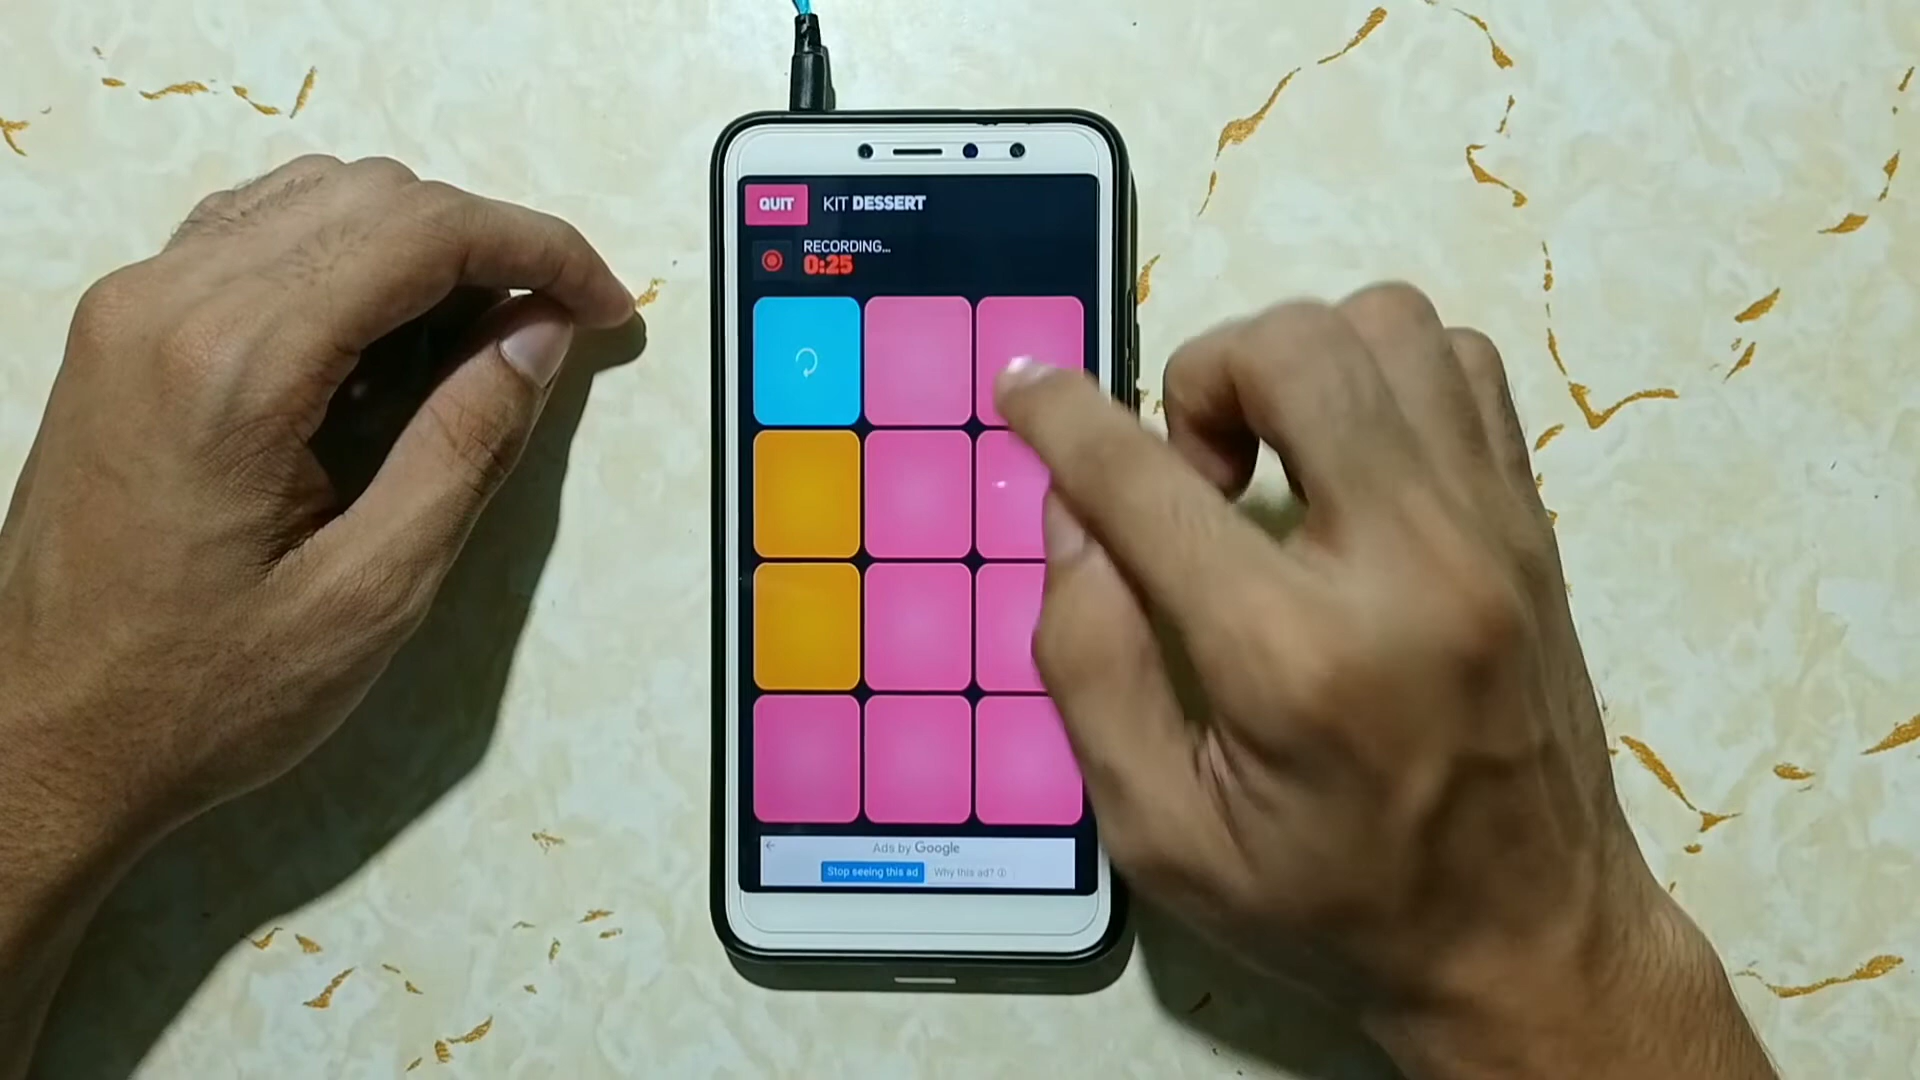 QUIT
KIT DESSERT
RECORDING...
0:25
Ads by Google
Stop seeing this ad
Why this ad?